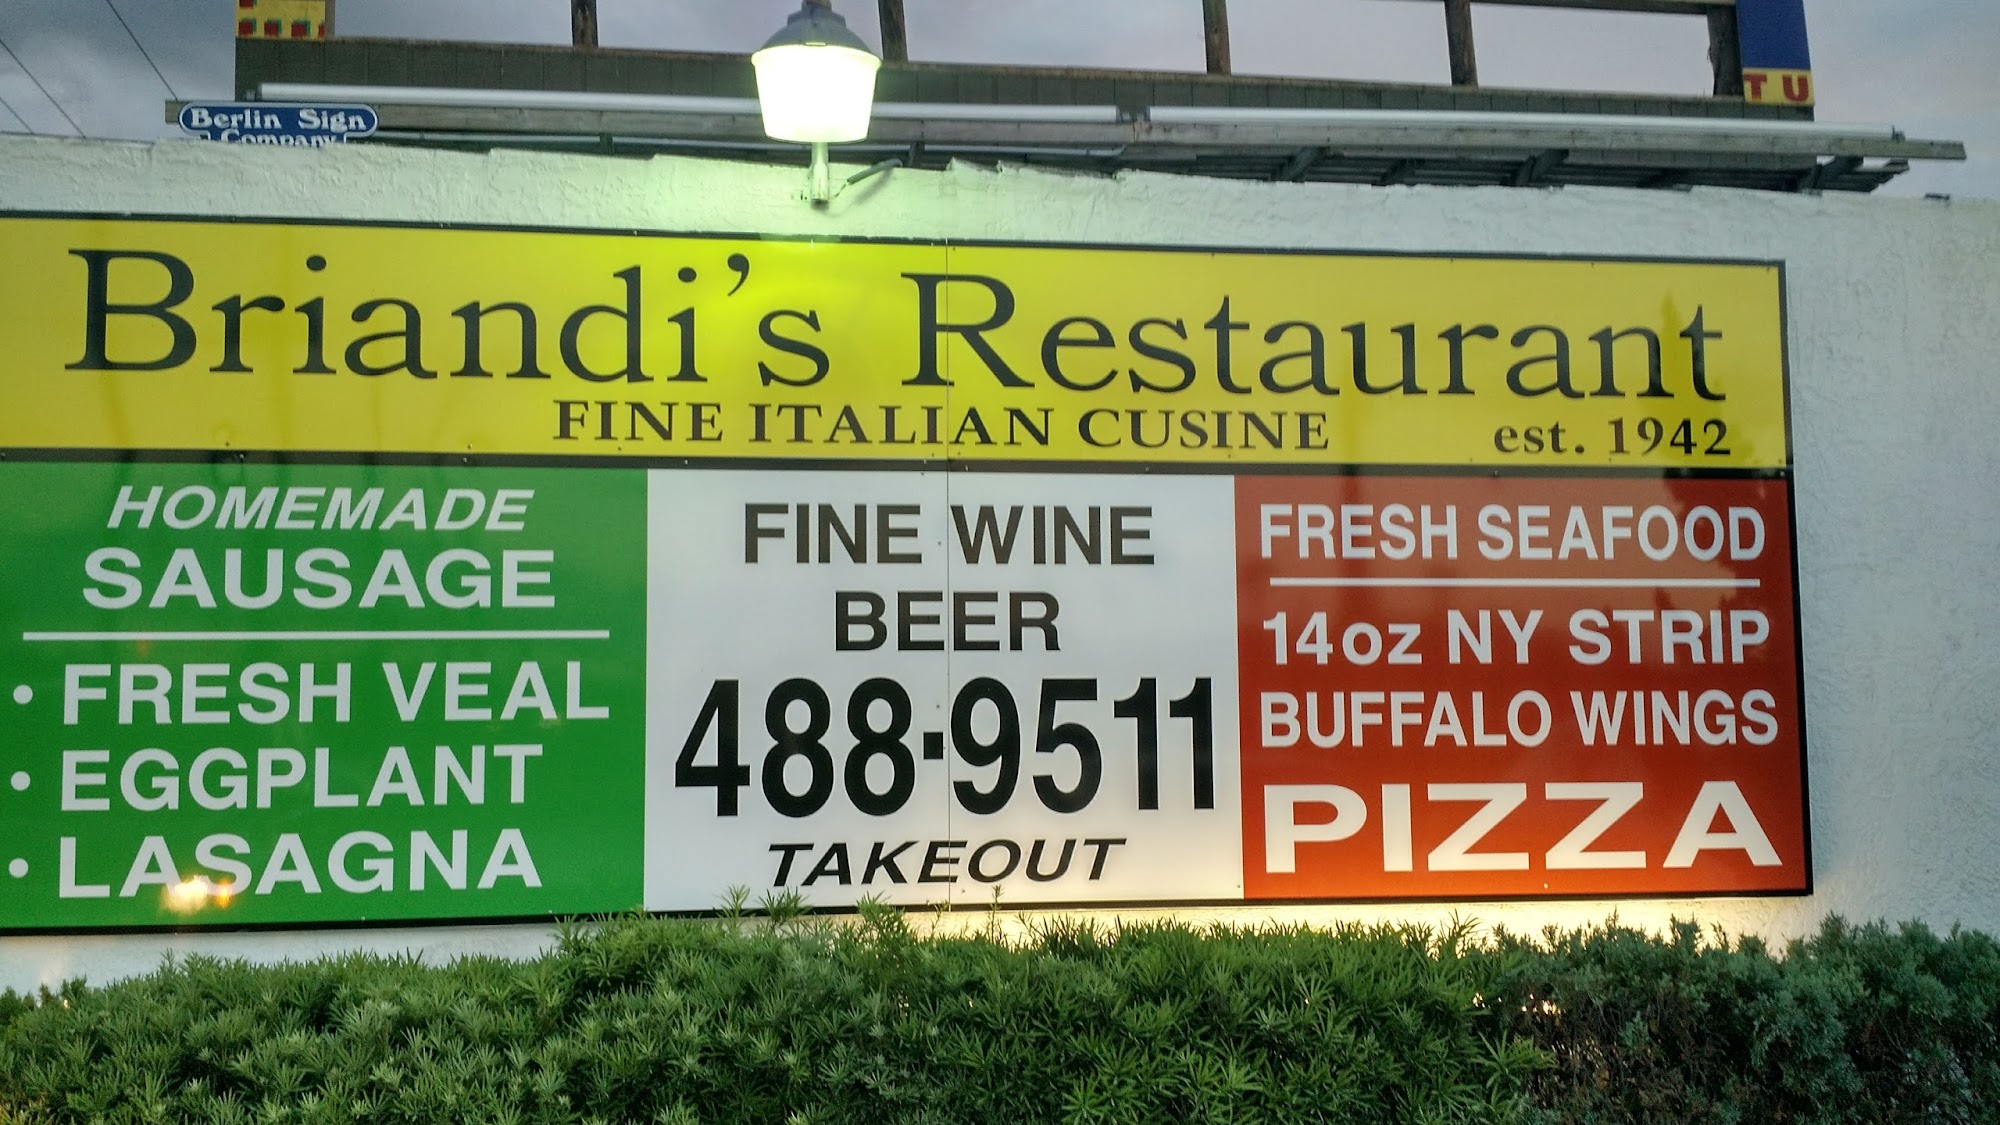 Berlin Sign
Company
TU
Briandi's Restaurant
FINE ITALIAN CUSINE
est. 1942
HOMEMADE
SAUSAGE
• FRESH VEAL
• EGGPLANT
• LASAGNA
FINE WINE
BEER
488-9511
TAKEOUT
FRESH SEAFOOD
14oz NY STRIP
BUFFALO WINGS
PIZZA